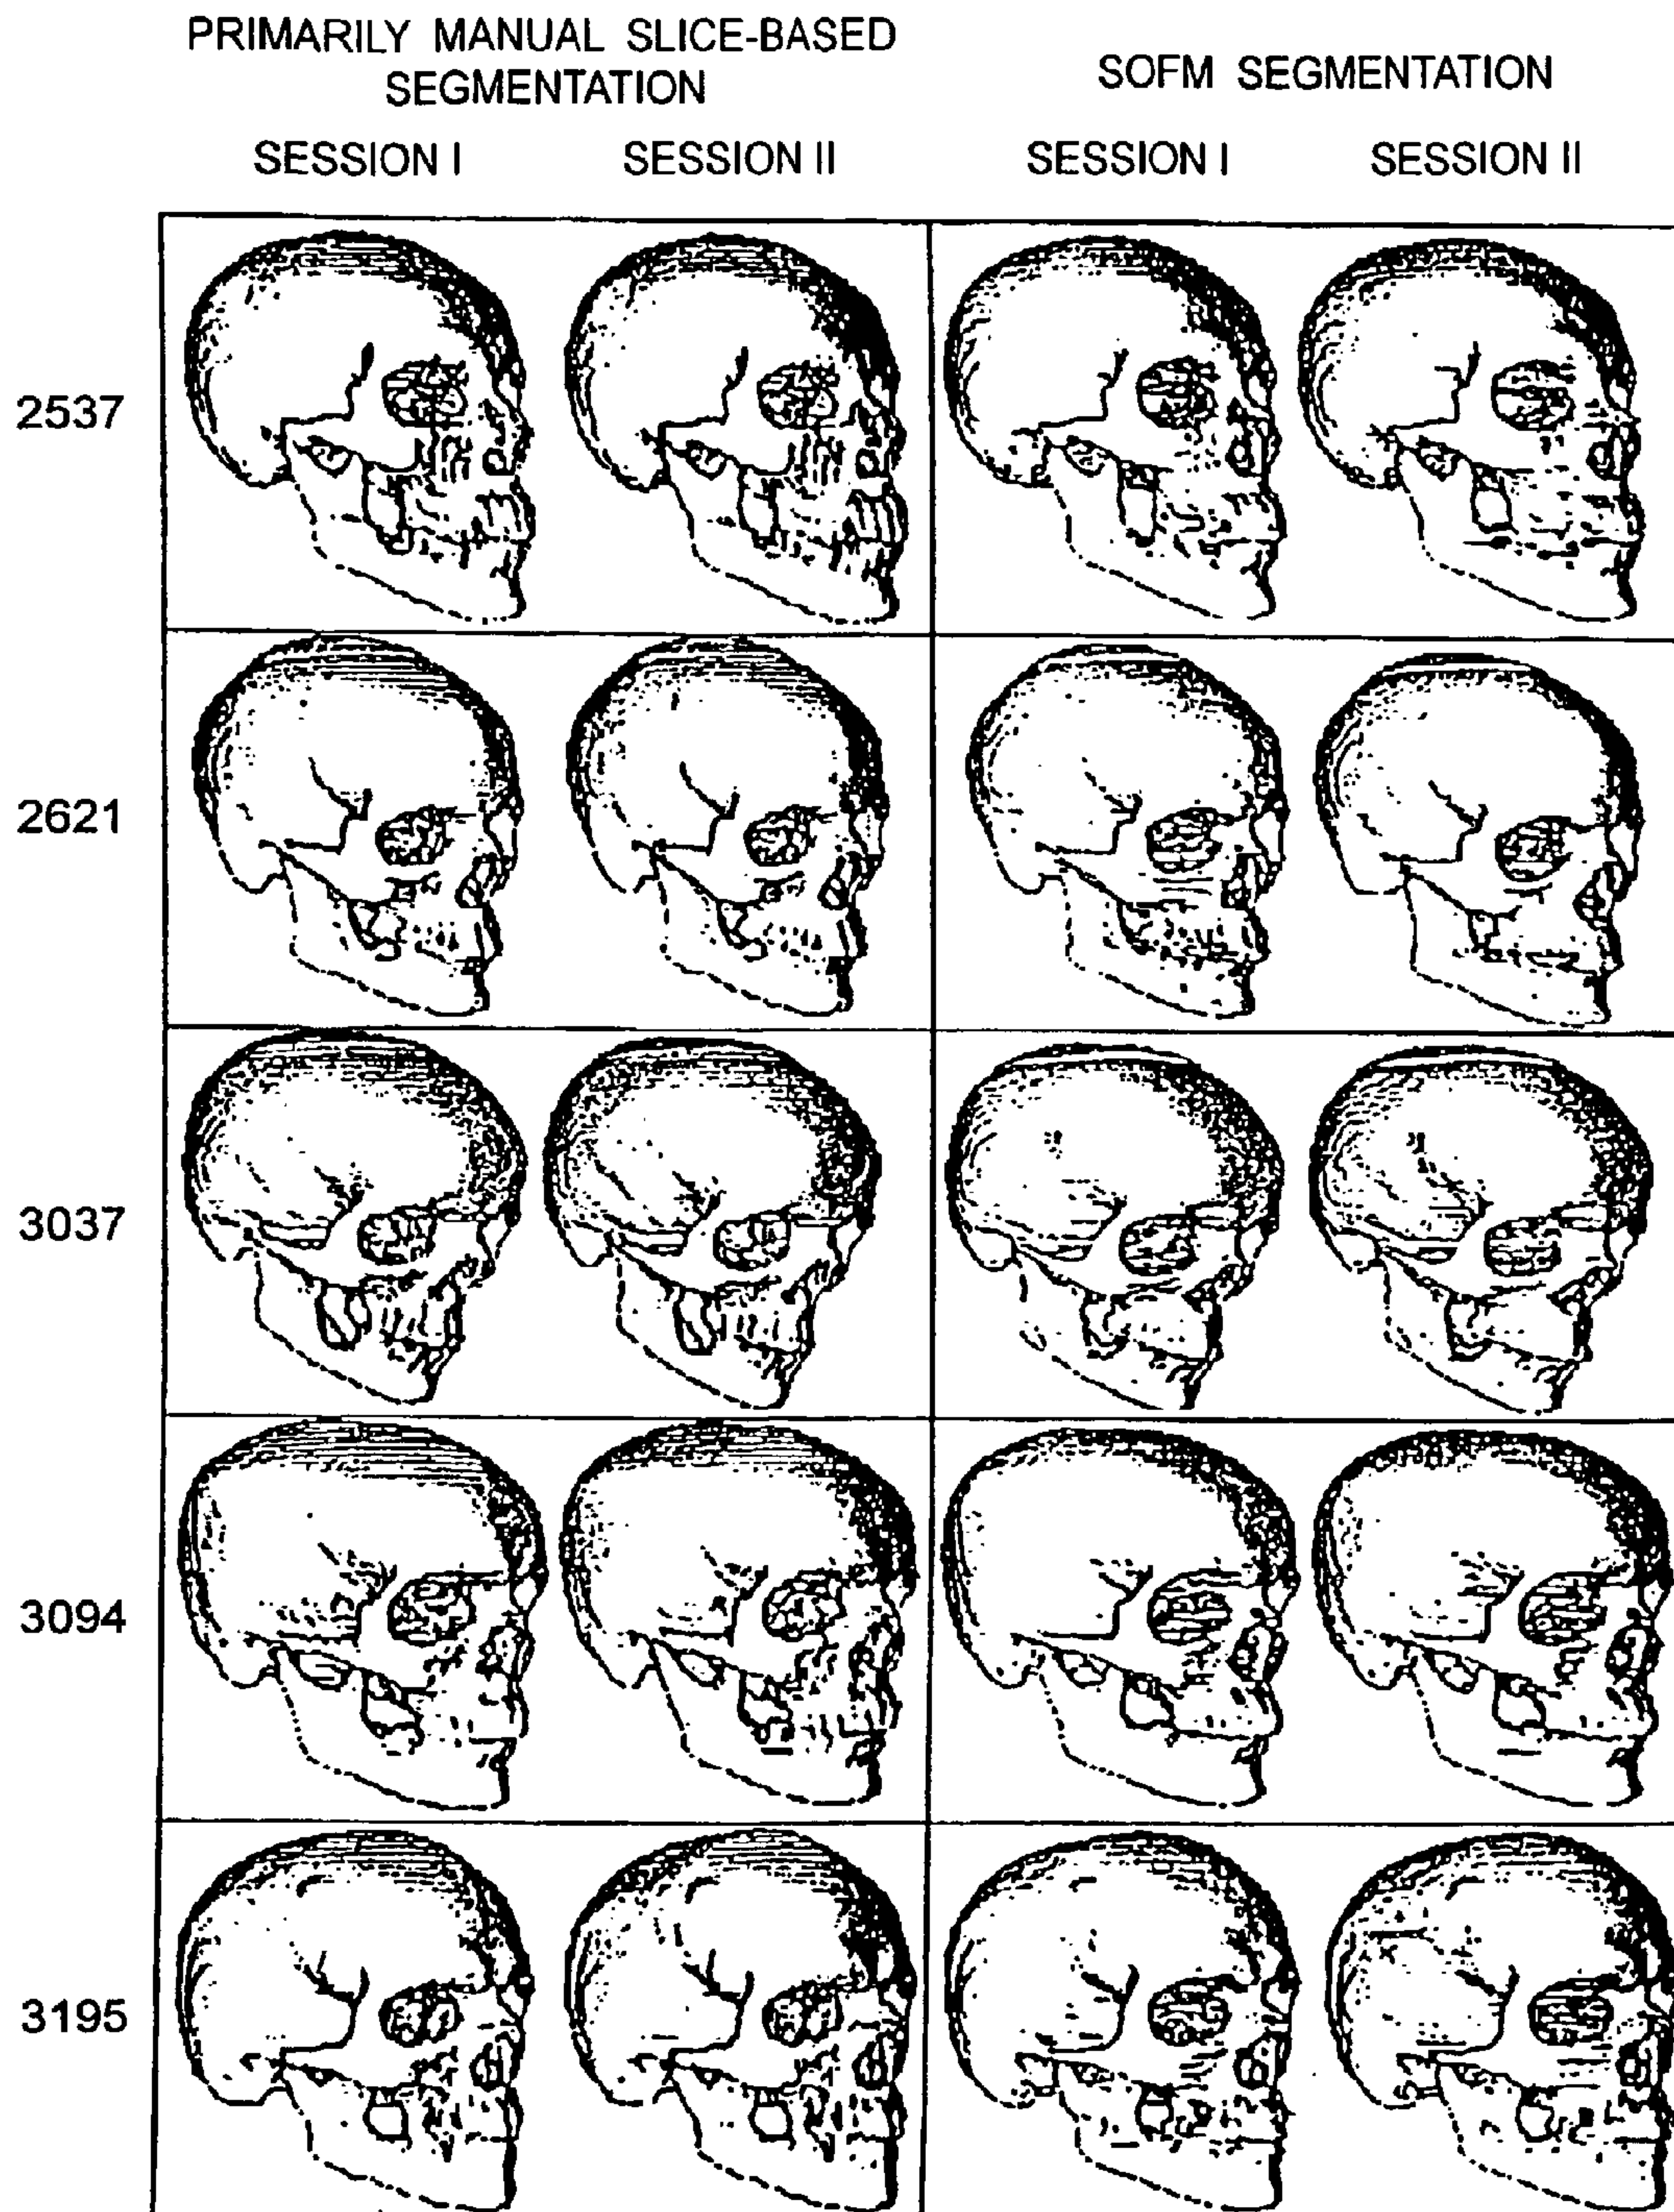 PRIMARILY MANUAL SLICE-BASED
SEGMENTATION
SOFM SEGMENTATION
SESSION I
SESSION II
SESSION I
SESSION II
2537
2621
3037
3094
3195